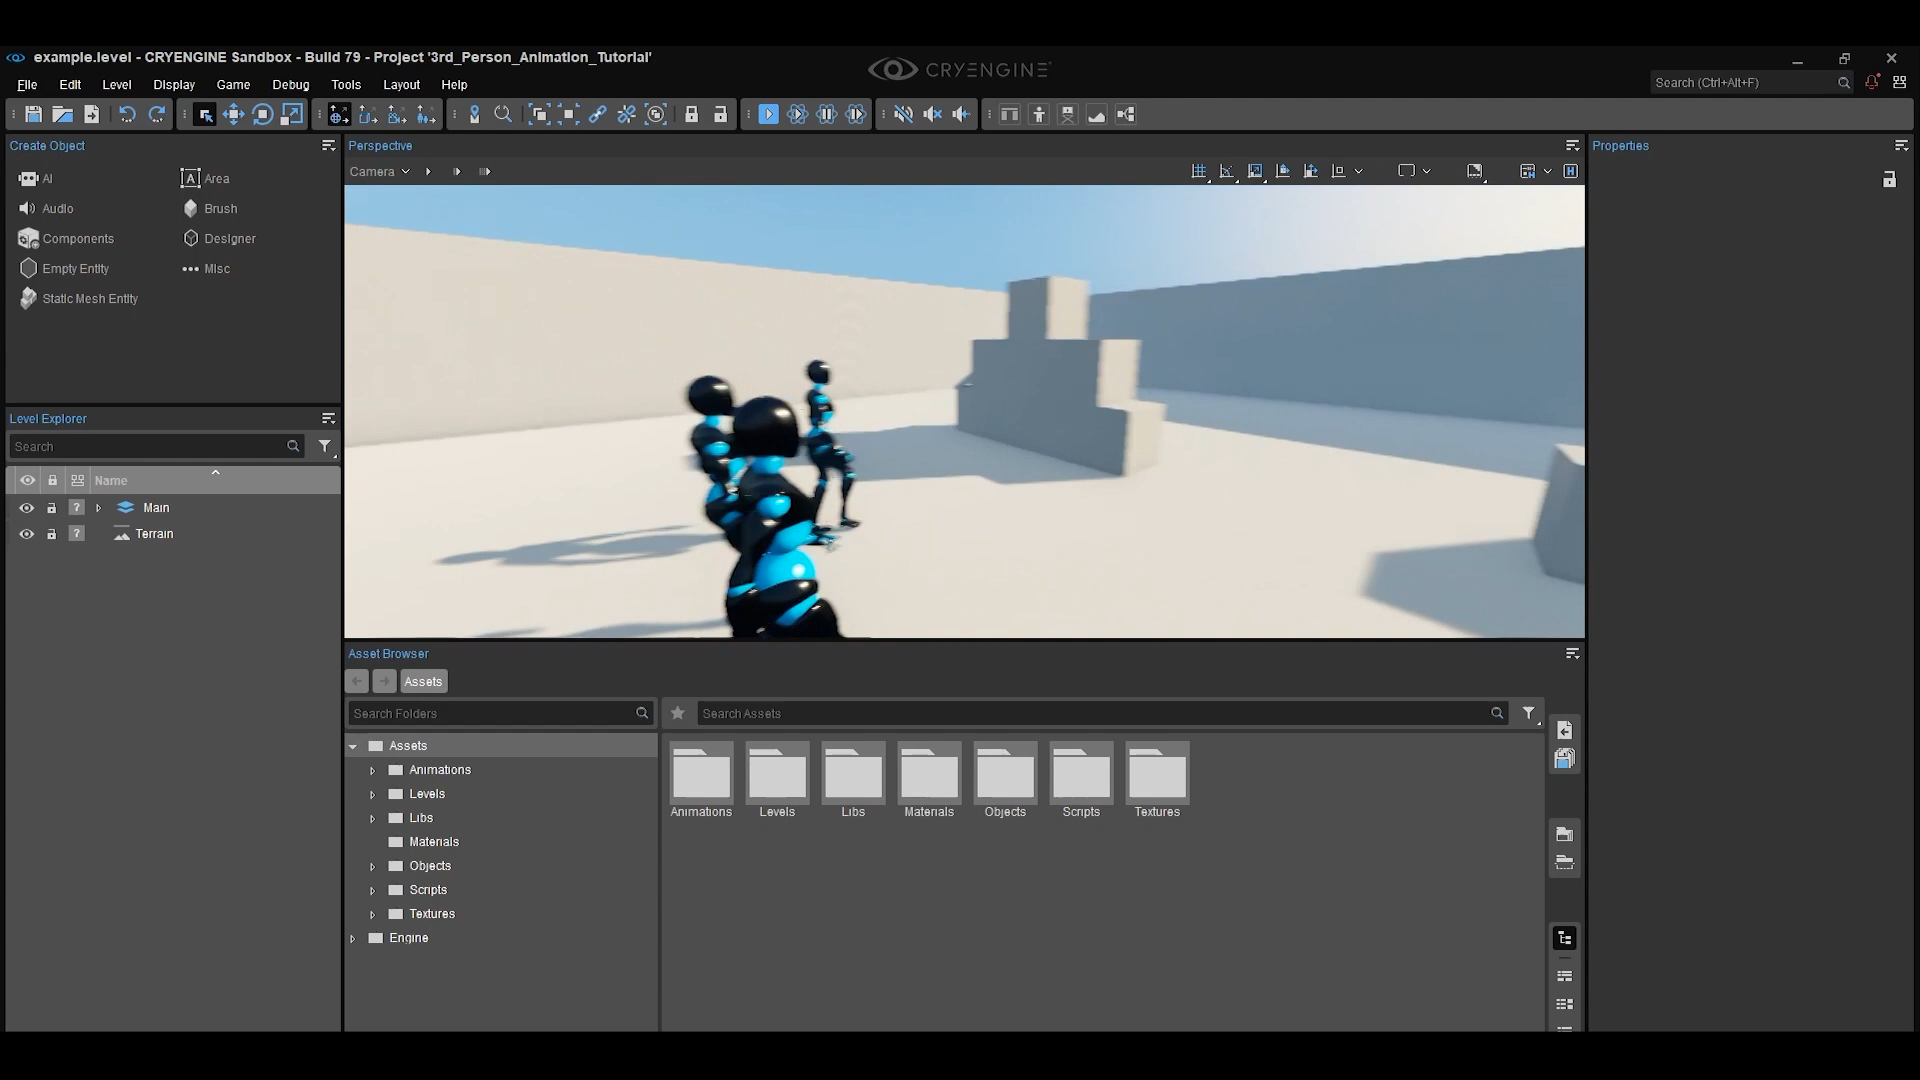 example.level - CRYENGINE Sandbox - Build 79 - Project '3rd_Person_Animation_Tutorial'
CRYENGINE®
File Edit Level Display Game Debug Tools Layout Help
Search (Ctrl+Alt+F)
Create Object
AI
Area
Audio
Brush
Components
Designer
Empty Entity
Misc
Static Mesh Entity
Level Explorer
Search
Name
? Main
? Terrain
Perspective
Camera
Properties
Asset Browser
Assets
Search Folders
Search Assets
Assets
Animations
Levels
Libs
Materials
Objects
Scripts
Textures
Engine
Animations Levels Libs Materials Objects Scripts Textures